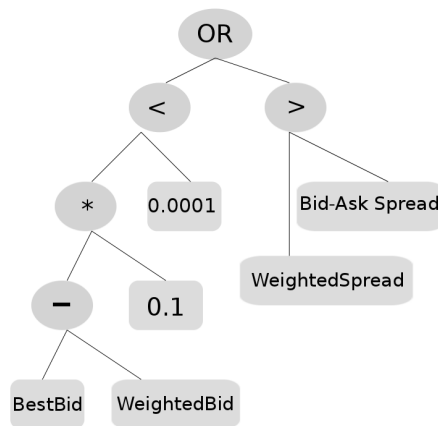 OR
<
>
*
0.0001
Bid-Ask Spread
WeightedSpread
−
0.1
BestBid
WeightedBid